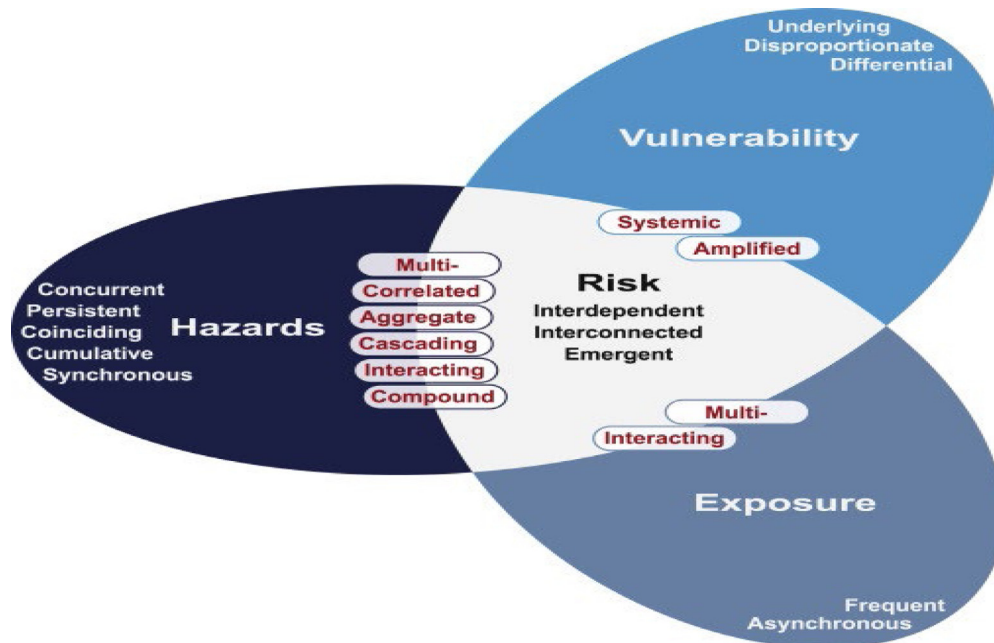 Underlying
Disproportionate
Differential
Vulnerability
Systemic
Amplified
Concurrent
Persistent
Coinciding
Cumulative
Synchronous
Hazards
Multi-
Correlated
Aggregate
Cascading
Interacting
Compound
Risk
Interdependent
Interconnected
Emergent
Multi-
Interacting
Exposure
Frequent
Asynchronous